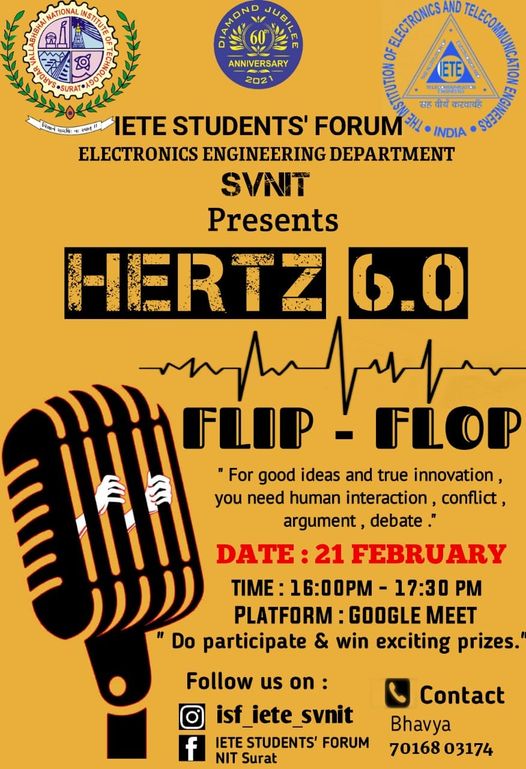 SARDAR VALLABHBHAI NATIONAL INSTITUTE OF TECHNOLOGY
SURAT
DIAMOND JUBILEE
60th
ANNIVERSARY
2021
THE INSTITUTION OF ELECTRONICS AND TELECOMMUNICATION ENGINEERS
IETE
सह वीर्यं करवावहै
INDIA
IETE STUDENTS' FORUM
ELECTRONICS ENGINEERING DEPARTMENT
SVNIT
Presents
HERTZ 6.0
FLIP - FLOP
" For good ideas and true innovation ,
you need human interaction , conflict ,
argument , debate ."
DATE : 21 FEBRUARY
TIME : 16:00PM - 17:30 PM
PLATFORM : GOOGLE MEET
" Do participate & win exciting prizes."
Follow us on :
isf_iete_svnit
IETE STUDENTS' FORUM
NIT Surat
Contact
Bhavya
70168 03174